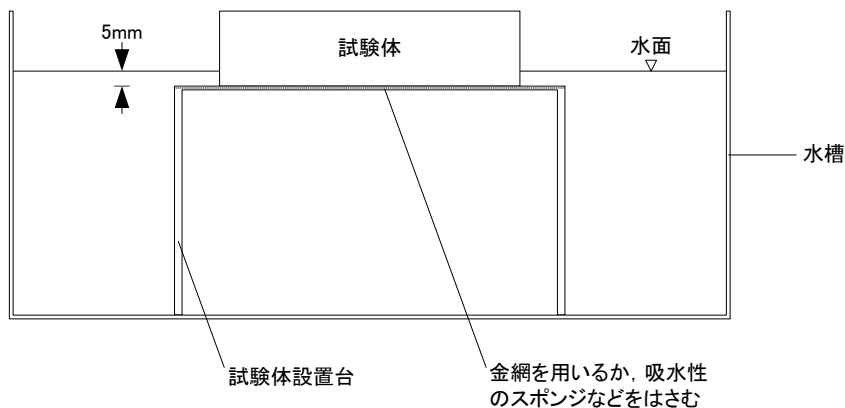 5mm
試験体
水面
水槽
試験体設置台
金網を用いるか，吸水性
のスポンジなどをはさむ